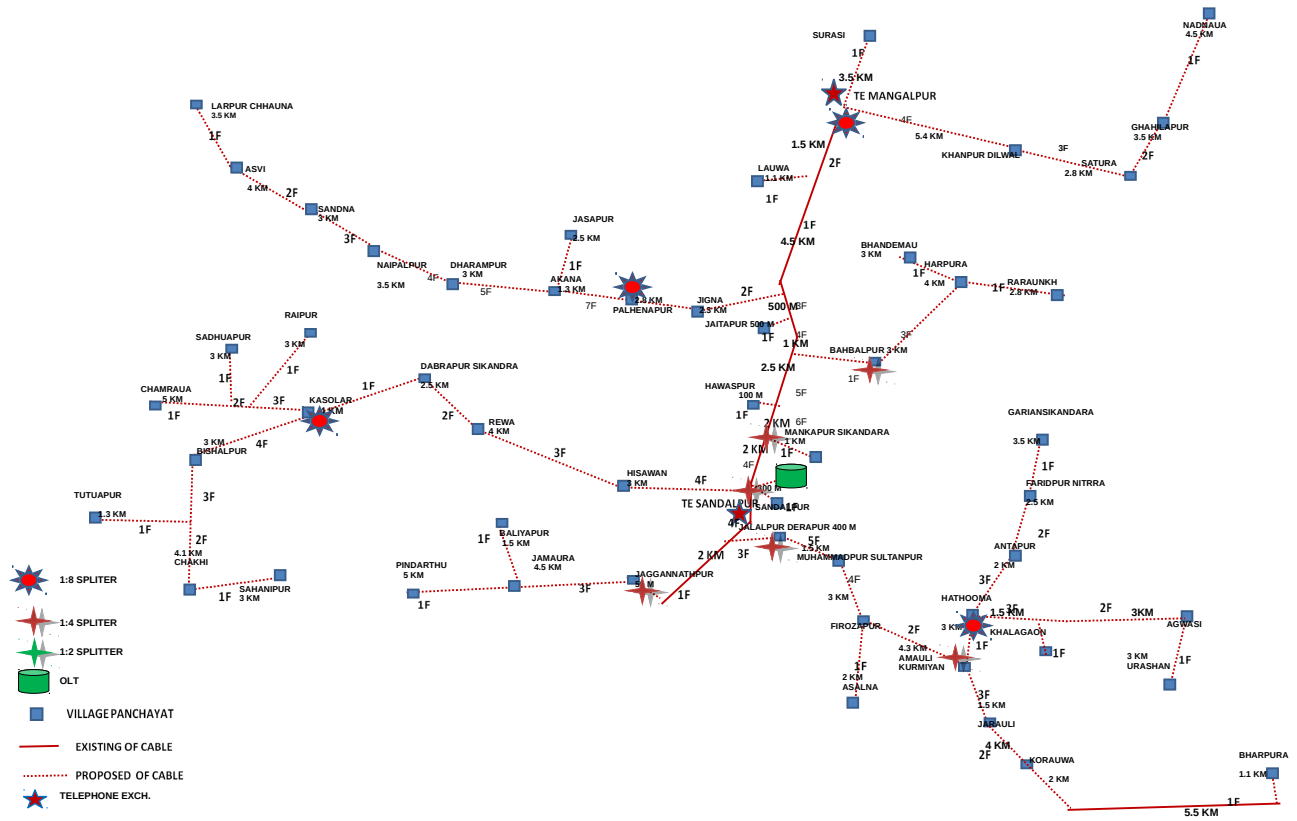 NADNAUA
4.5 KM
SURASI
1F
1F
3.5 KM
TE MANGALPUR
LARPUR CHHAUNA
3.5 KM
4F
5.4 KM
GHAHILAPUR
3.5 KM
1F
1.5 KM
2F
KHANPUR DILWAL
3F
SATURA
2.8 KM
2F
ASVI
4 KM
2F
LAUWA
1.1 KM
1F
SANDNA
3 KM
3F
JASAPUR
2.5 KM
1F
4.5 KM
BHANDEMAU
3 KM
1F
HARPURA
4 KM
RARAUNKH
2.8 KM
1F
NAIPALPUR
3.5 KM
4F
DHARAMPUR
3 KM
5F
1F
AKANA
1.3 KM
7F
2.8 KM
PALHENAPUR
JIGNA
2.3 KM
2F
500 M
3F
JAITAPUR 500 M
1F
4F
1 KM
3F
RAIPUR
3 KM
SADHUAPUR
3 KM
1F
1F
BAHBALPUR 3 KM
1F
2.5 KM
DABRAPUR SIKANDRA
2.5 KM
1F
CHAMRAUA
5 KM
1F
2F
3F
KASOLAR
4 KM
2F
HAWASPUR
100 M
1F
5F
6F
2 KM
MANKAPUR SIKANDARA
1 KM
1F
GARIANSIKANDARA
3.5 KM
1F
REWA
4 KM
3F
3 KM
BISHALPUR
4F
2 KM
4F
HISAWAN
3 KM
4F
300 M
TE SANDALPUR
SANDALPUR
1F
FARIDPUR NITRRA
2.5 KM
TUTUAPUR
1.3 KM
1F
3F
2F
4F
JALALPUR DERAPUR 400 M
5F
1.5 KM
MUHAMMADPUR SULTANPUR
2F
ANTAPUR
2 KM
3F
4.1 KM
CHAKHI
1F
SAHANIPUR
3 KM
BALIYAPUR
1.5 KM
1F
PINDARTHU
5 KM
1F
JAMAURA
4.5 KM
3F
2 KM
3F
JAGGANNATHPUR
1F
4F
3 KM
FIROZAPUR
2F
4.3 KM
AMAULI
KURMIYAN
1F
2 KM
ASALNA
HATHOOMA
3 KM
1.5 KM
3F
2F
3KM
AGWASI
KHALAGAON
1F
1F
3 KM
URASHAN
1F
3F
1.5 KM
JARAULI
4 KM
2F
KORAUWA
2 KM
BHARPURA
1.1 KM
1F
5.5 KM
1:8 SPLITER
1:4 SPLITER
1:2 SPLITTER
OLT
VILLAGE PANCHAYAT
EXISTING OF CABLE
PROPOSED OF CABLE
TELEPHONE EXCH.